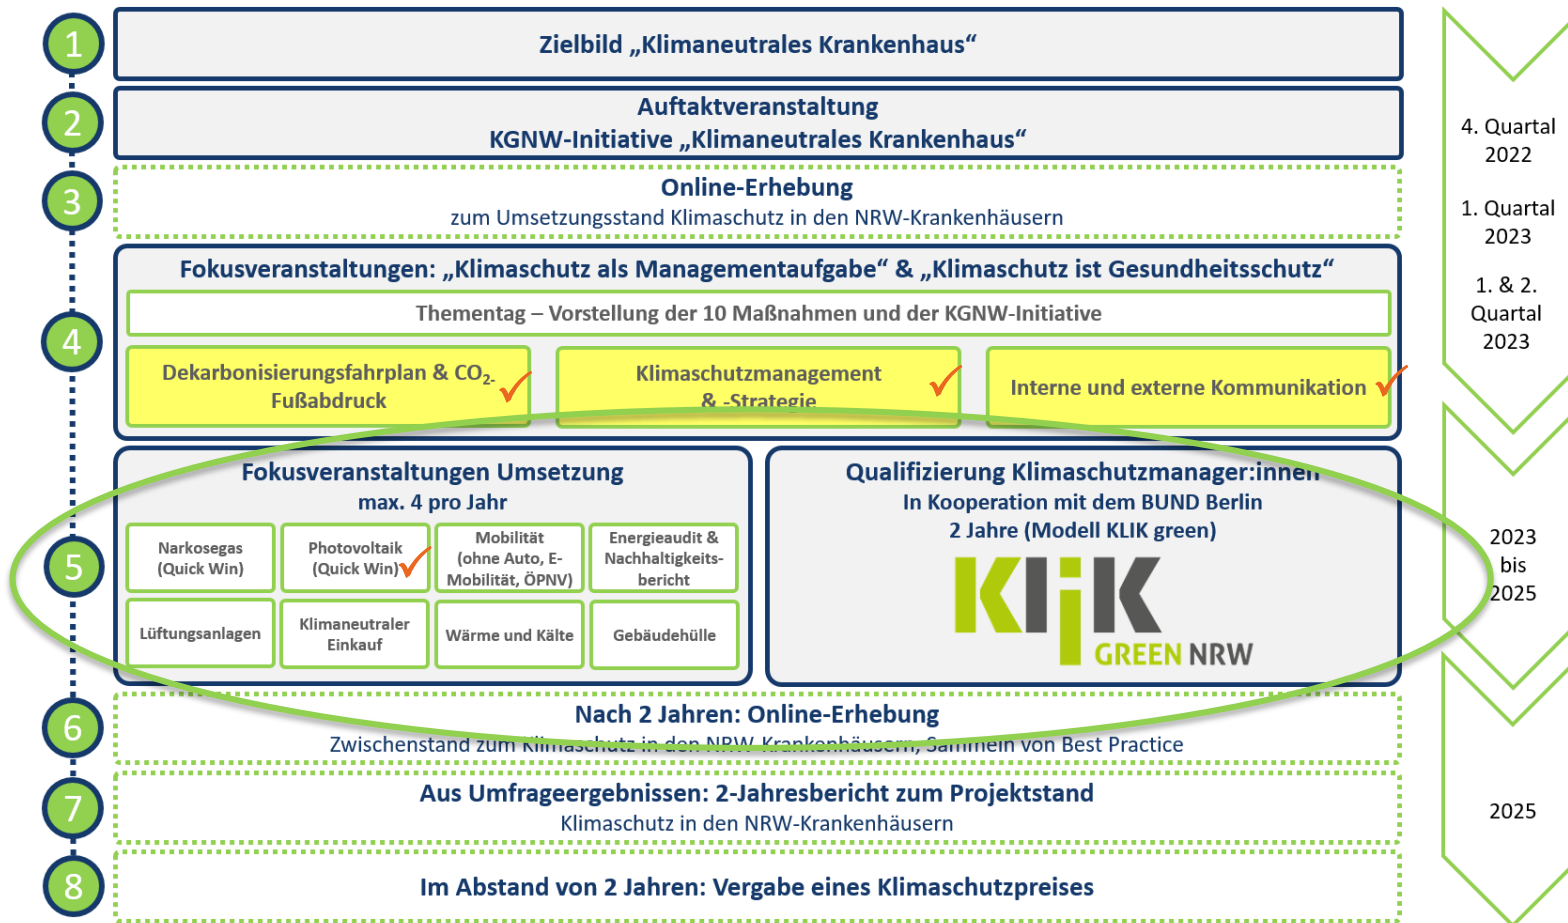 1
Zielbild „Klimaneutrales Krankenhaus“
2
Auftaktveranstaltung
KGNW-Initiative „Klimaneutrales Krankenhaus“
3
Online-Erhebung
zum Umsetzungsstand Klimaschutz in den NRW-Krankenhäusern
4
Fokusveranstaltungen: „Klimaschutz als Managementaufgabe“ & „Klimaschutz ist Gesundheitsschutz“
Thementag – Vorstellung der 10 Maßnahmen und der KGNW-Initiative
Dekarbonisierungsfahrplan & CO₂-
Fußabdruck
Klimaschutzmanagement
& -Strategie
Interne und externe Kommunikation
5
Fokusveranstaltungen Umsetzung
max. 4 pro Jahr
Narkosegas
(Quick Win)
Photovoltaik
(Quick Win)
Mobilität
(ohne Auto, E-
Mobilität, ÖPNV)
Energieaudit &
Nachhaltigkeits-
bericht
Lüftungsanlagen
Klimaneutraler
Einkauf
Wärme und Kälte
Gebäudehülle
Qualifizierung Klimaschutzmanager:innen
In Kooperation mit dem BUND Berlin
2 Jahre (Modell KLIK green)
KliK
GREEN NRW
6
Nach 2 Jahren: Online-Erhebung
Zwischenstand zum Klimaschutz in den NRW-Krankenhäusern, Sammeln von Best Practice
7
Aus Umfrageergebnissen: 2-Jahresbericht zum Projektstand
Klimaschutz in den NRW-Krankenhäusern
8
Im Abstand von 2 Jahren: Vergabe eines Klimaschutzpreises
4. Quartal
2022
1. Quartal
2023
1. & 2.
Quartal
2023
2023
bis
2025
2025